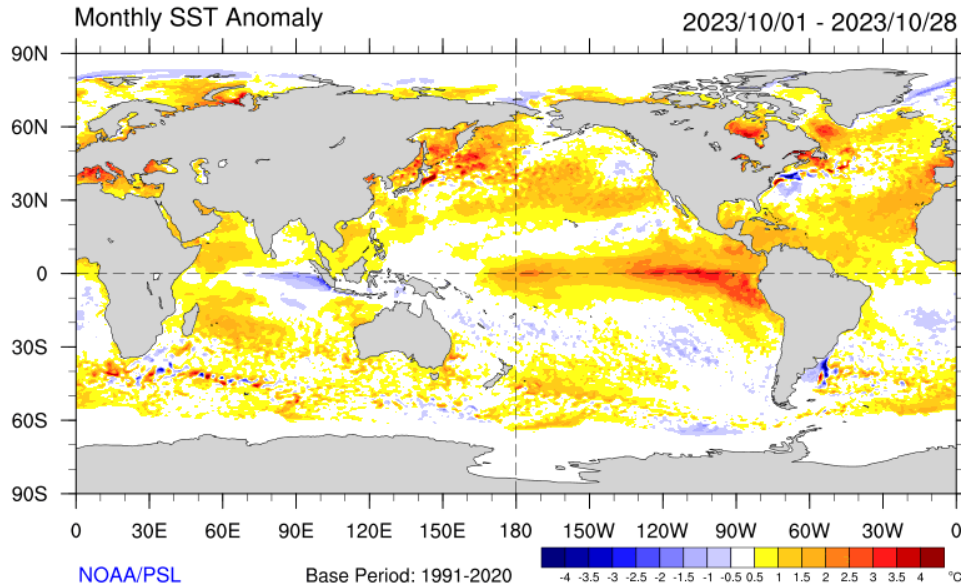 Monthly SST Anomaly 2023/10/01 - 2023/10/28
90N
60N
30N
0
30S
60S
90S
0 30E 60E 90E 120E 150E 180 150W 120W 90W 60W 30W 0
NOAA/PSL Base Period: 1991-2020
-4 -3 -2.5 -2 -1.5 -1 -0.5 0.5 1 1.5 2 2.5 3 3.5 4 °C